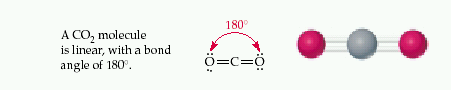 A CO₂ molecule
is linear, with a bond
angle of 180°.
180°
Ö=C=Ö